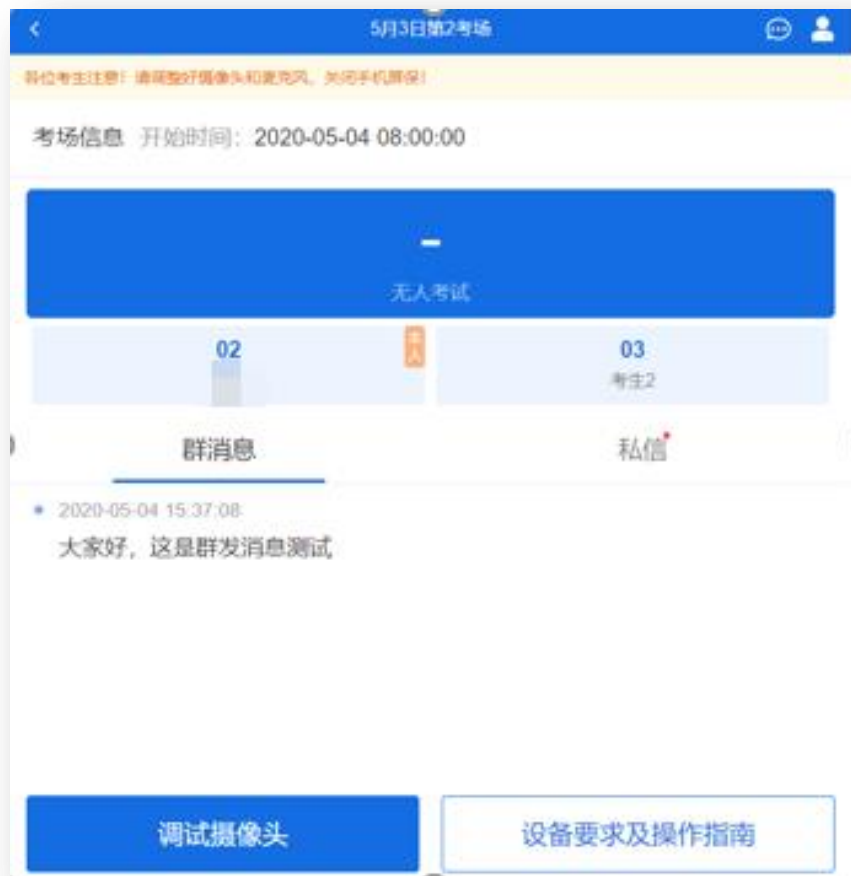 5月3日第2考场
各位考生注意！请调整好摄像头和麦克风，关闭手机屏保！
考场信息 开始时间：2020-05-04 08:00:00
-
无人考试
02
本人
03
考生2
群消息
私信
2020-05-04 15:37:08
大家好，这是群发消息测试
调试摄像头
设备要求及操作指南